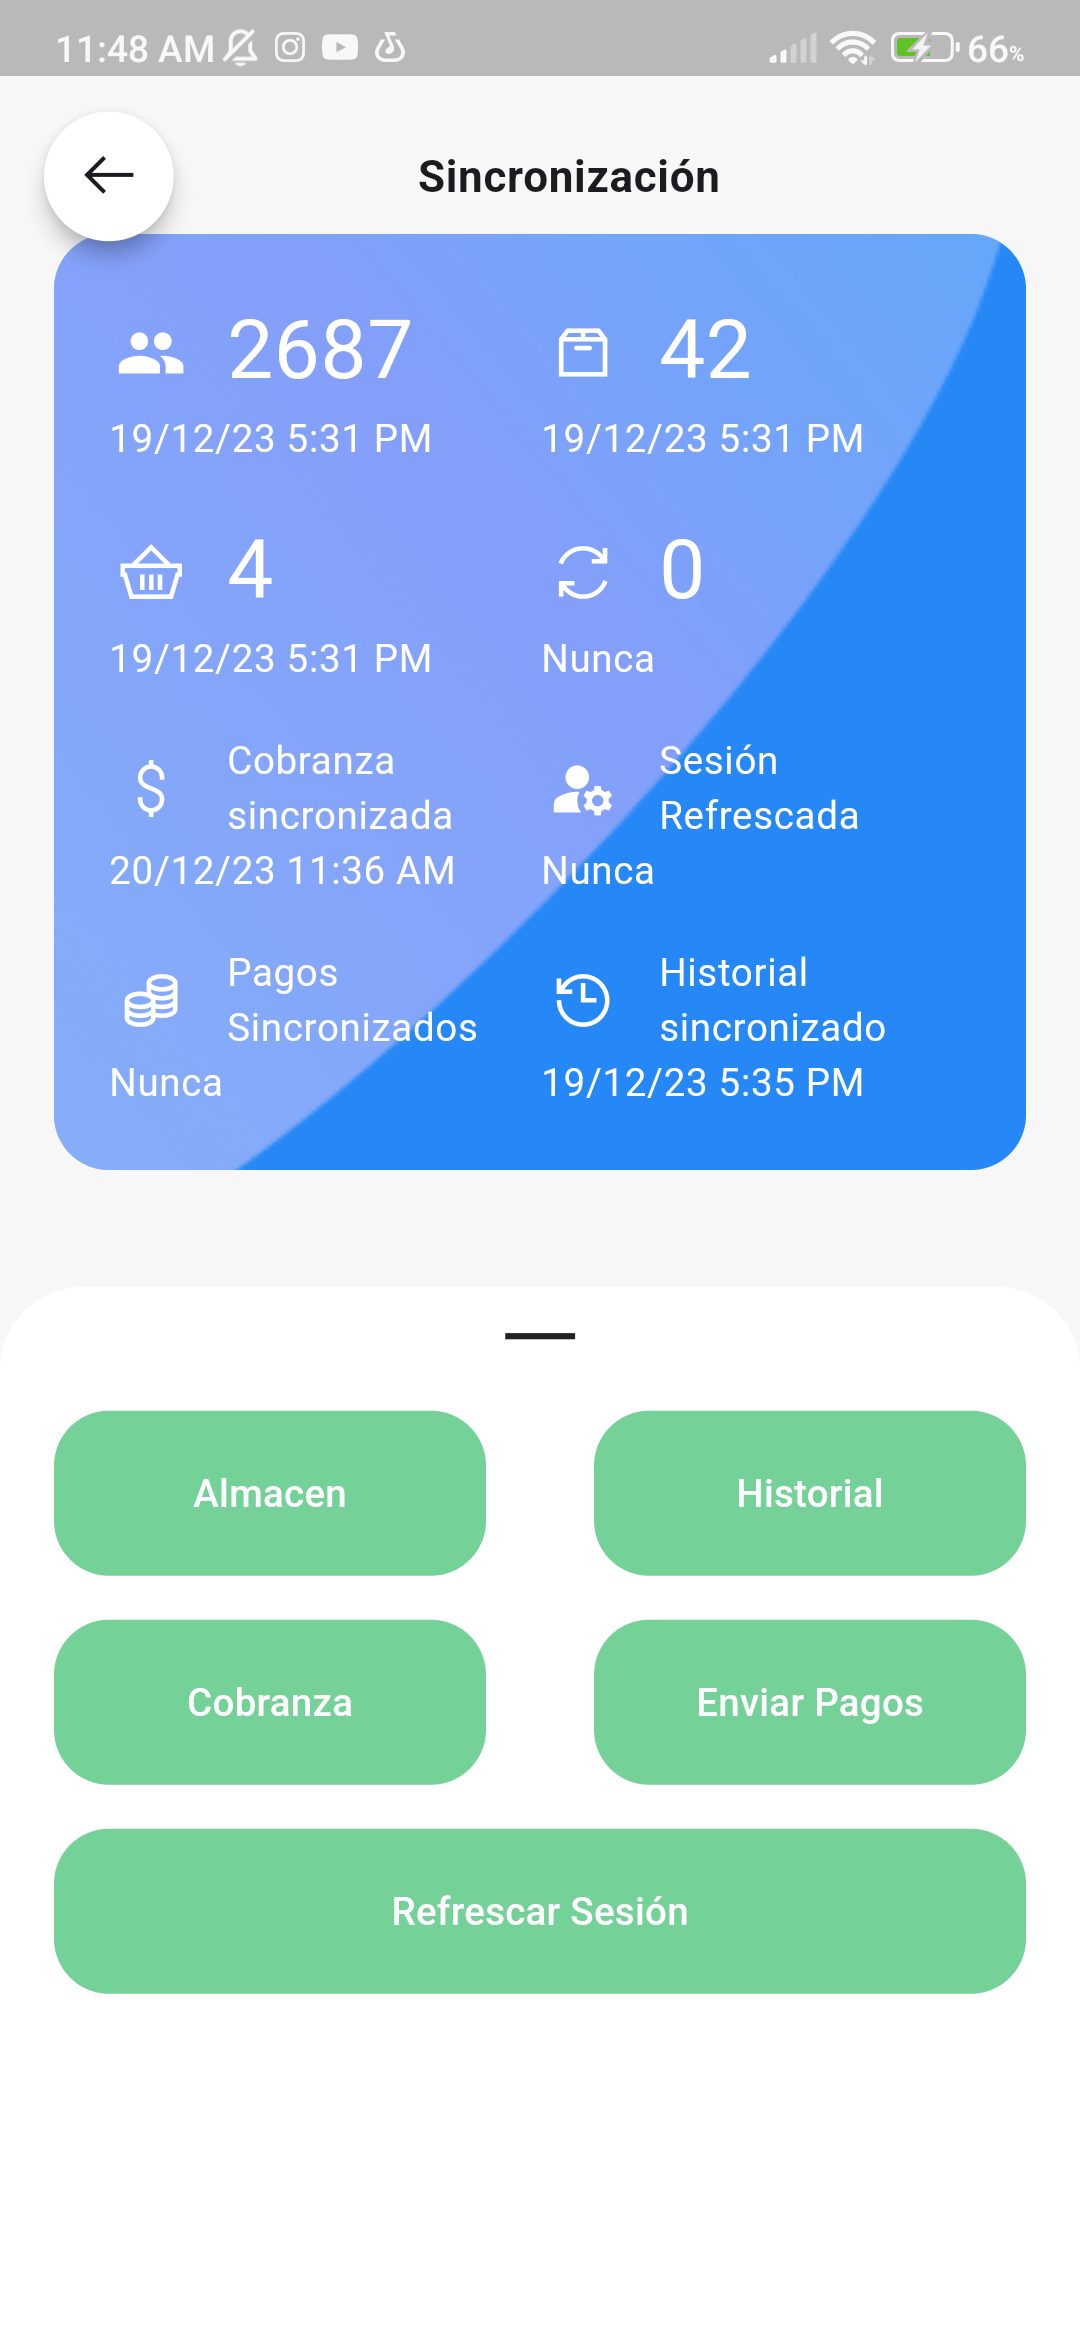 11:48 AM
66%
Sincronización
2687
42
19/12/23 5:31 PM
19/12/23 5:31 PM
4
0
19/12/23 5:31 PM
Nunca
Cobranza
sincronizada
20/12/23 11:36 AM
Sesión
Refrescada
Nunca
Pagos
Sincronizados
Nunca
Historial
sincronizado
19/12/23 5:35 PM
Almacen
Historial
Cobranza
Enviar Pagos
Refrescar Sesión